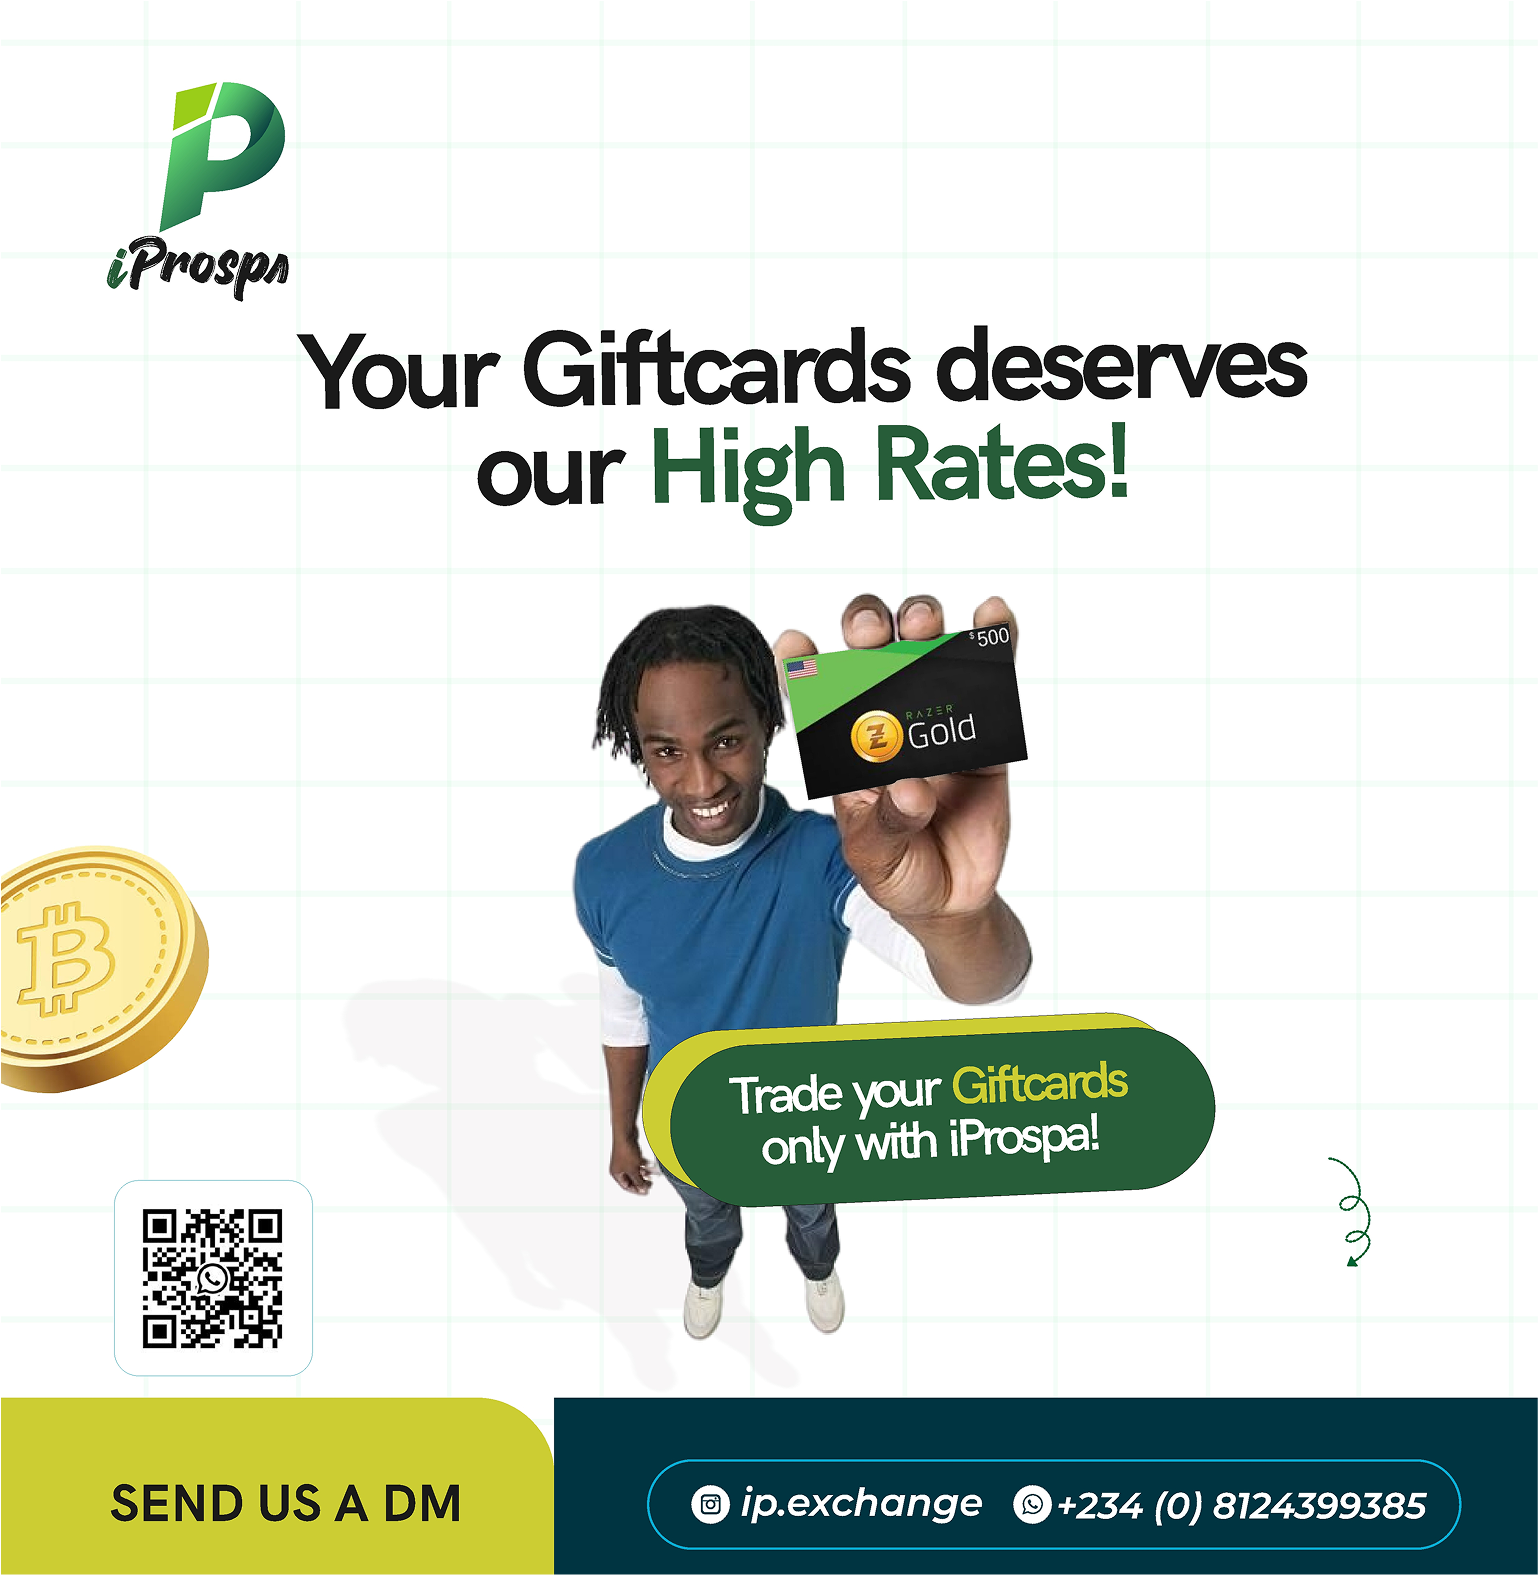 iProspa
Your Giftcards deserves
our High Rates!
$500
RAZER
Gold
Trade your Giftcards
only with iProspa!
SEND US A DM
ip.exchange
+234 (0) 8124399385